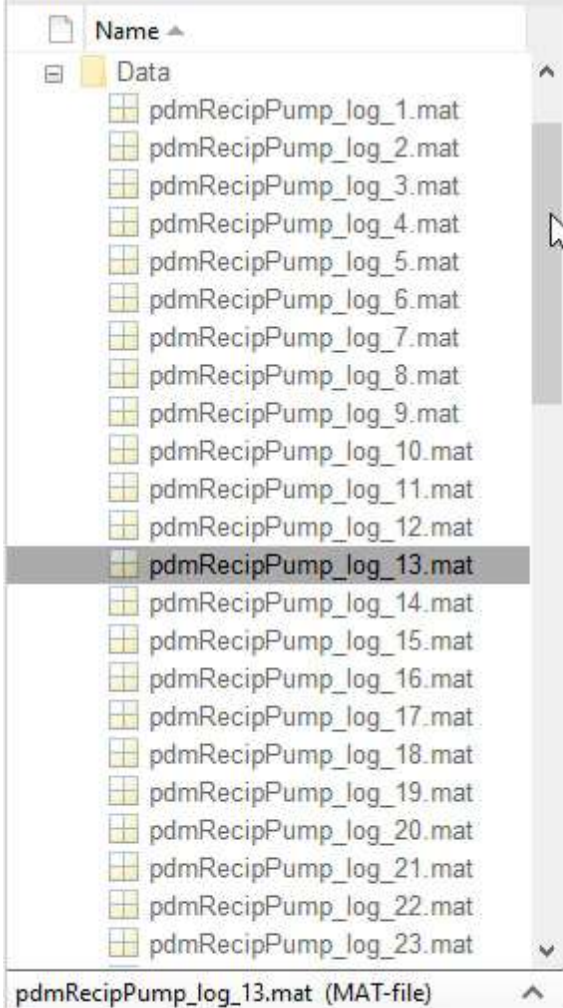 Name
Data
pdmRecipPump_log_1.mat
pdmRecipPump_log_2.mat
pdmRecipPump_log_3.mat
pdmRecipPump_log_4.mat
pdmRecipPump_log_5.mat
pdmRecipPump_log_6.mat
pdmRecipPump_log_7.mat
pdmRecipPump_log_8.mat
pdmRecipPump_log_9.mat
pdmRecipPump_log_10.mat
pdmRecipPump_log_11.mat
pdmRecipPump_log_12.mat
pdmRecipPump_log_13.mat
pdmRecipPump_log_14.mat
pdmRecipPump_log_15.mat
pdmRecipPump_log_16.mat
pdmRecipPump_log_17.mat
pdmRecipPump_log_18.mat
pdmRecipPump_log_19.mat
pdmRecipPump_log_20.mat
pdmRecipPump_log_21.mat
pdmRecipPump_log_22.mat
pdmRecipPump_log_23.mat
pdmRecipPump_log_13.mat (MAT-file)